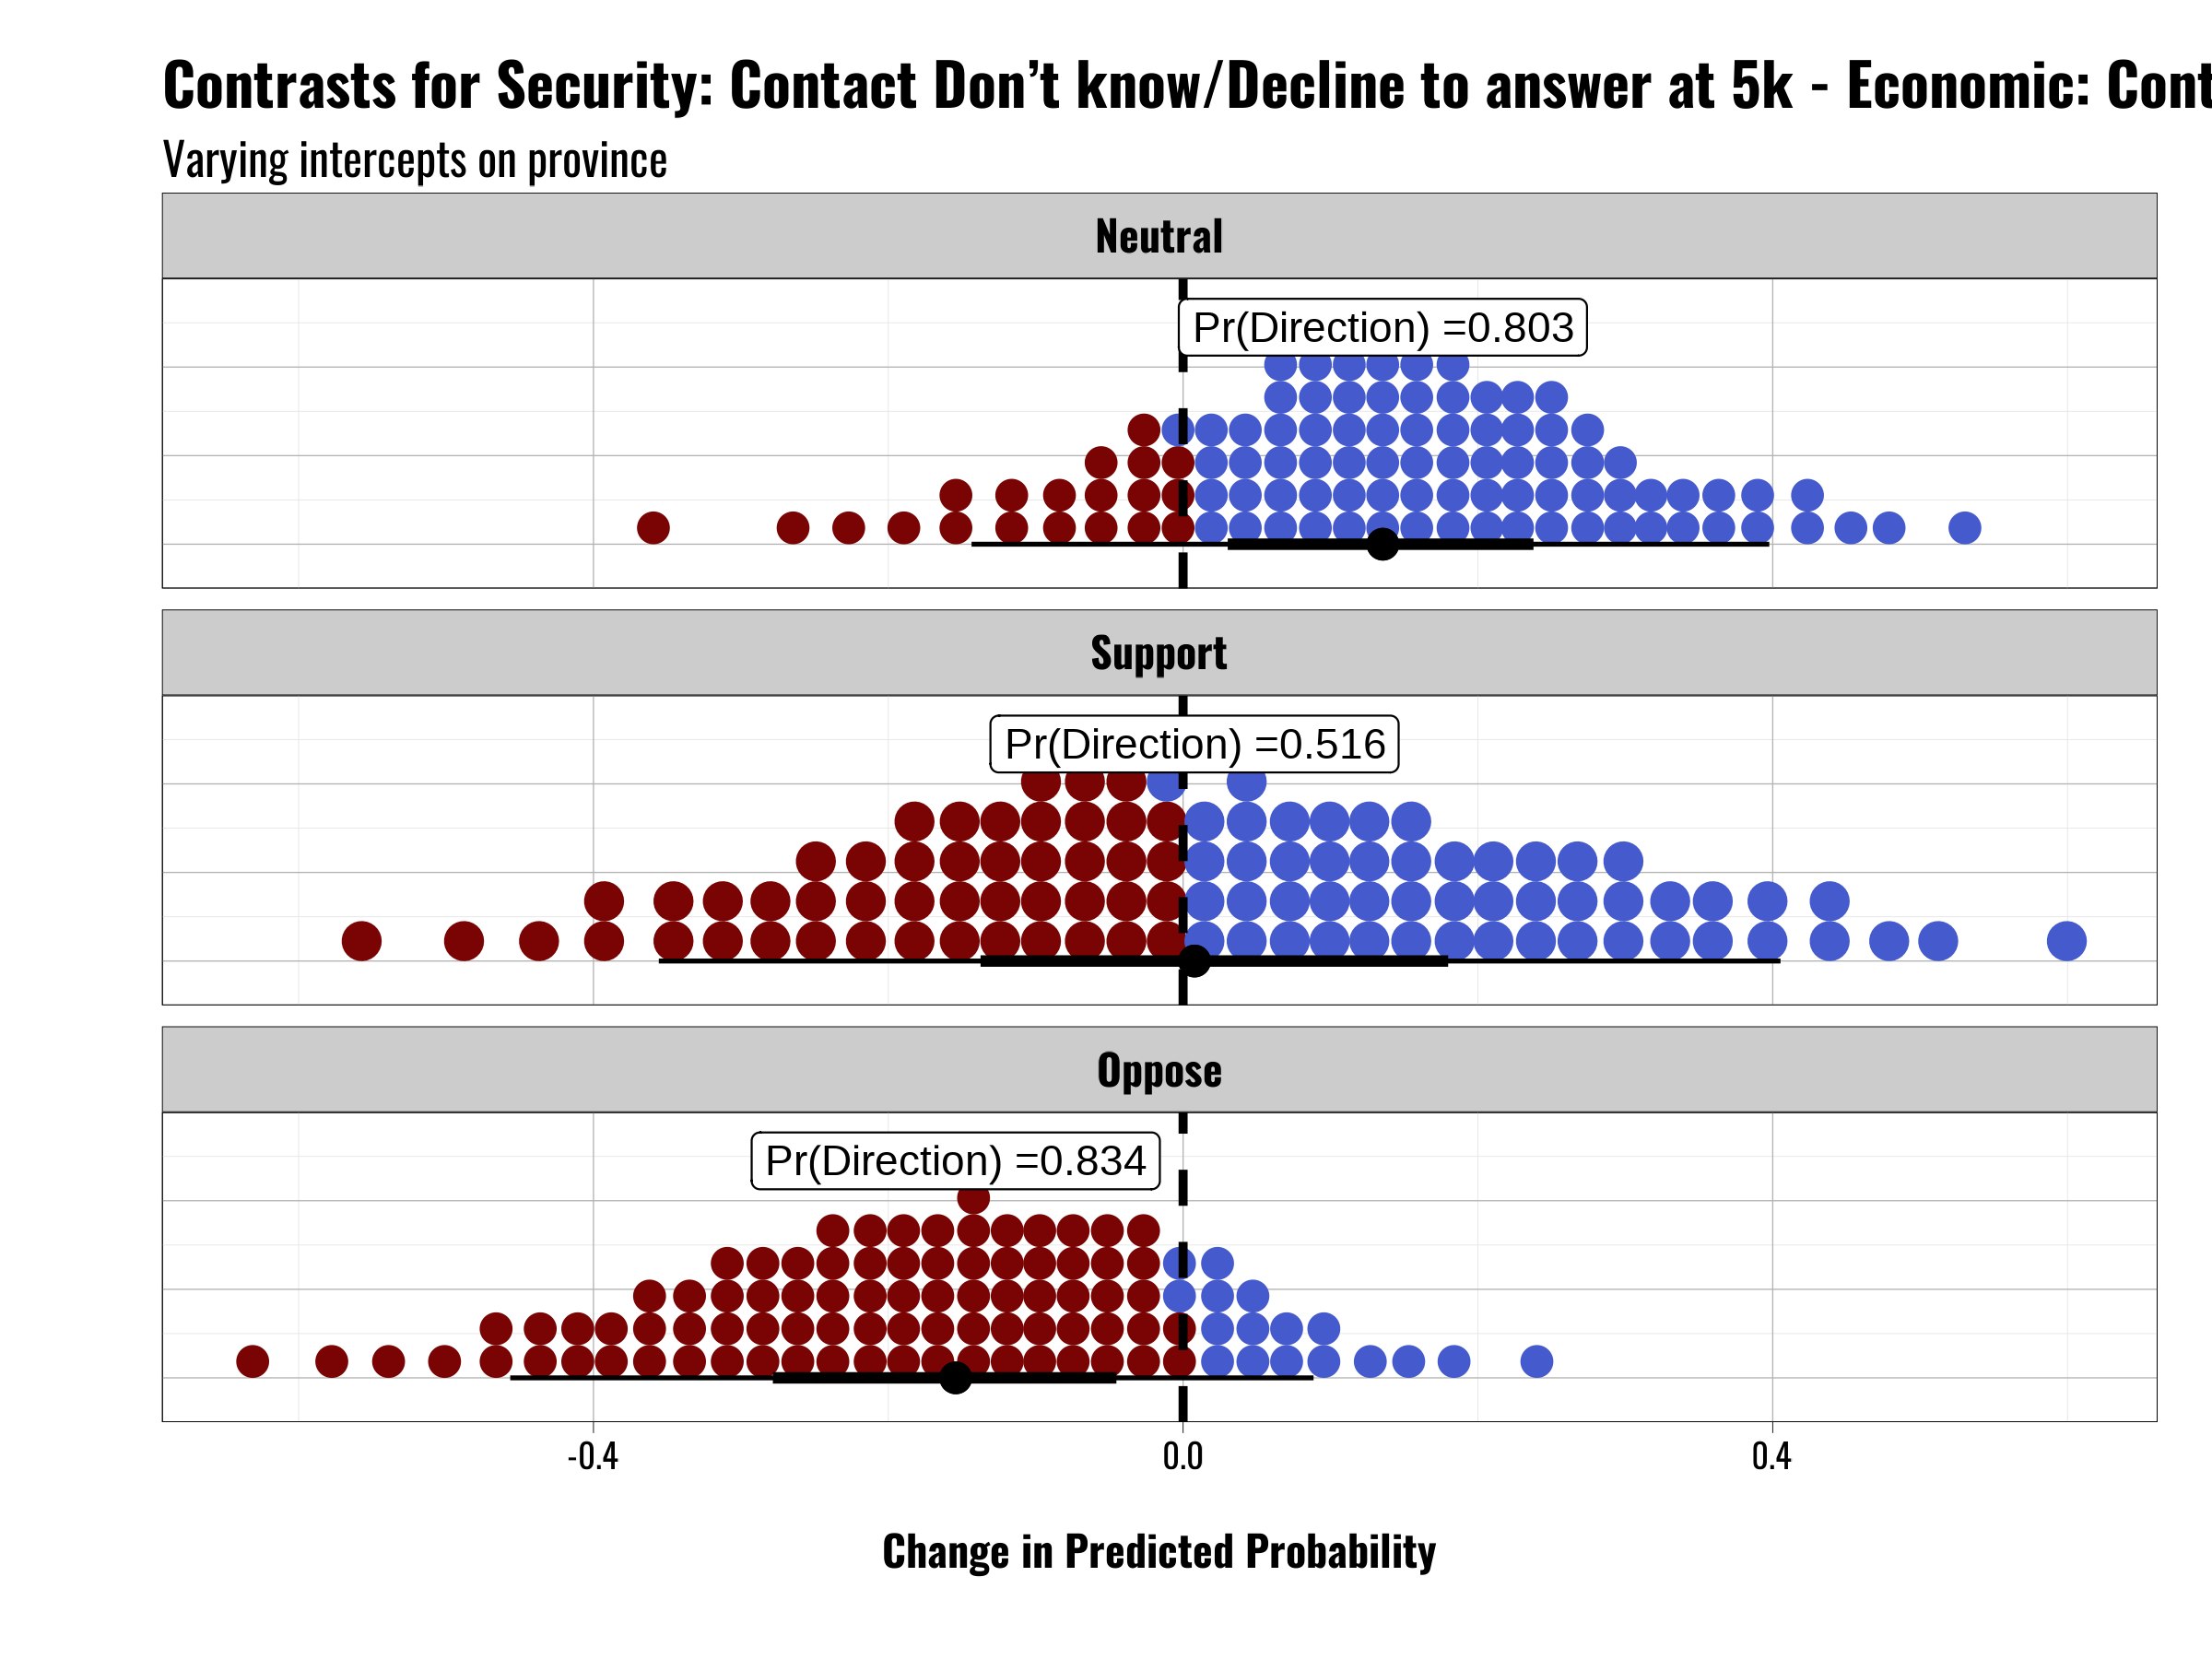 Contrasts for Security: Contact Don’t know/Decline to answer at 5k - Economic:
Varying intercepts on province
Neutral
Pr(Direction) =0.803
Support
Pr(Direction) =0.516
Oppose
Pr(Direction) =0.834
-0.4 0.0 0.4
Change in Predicted Probability